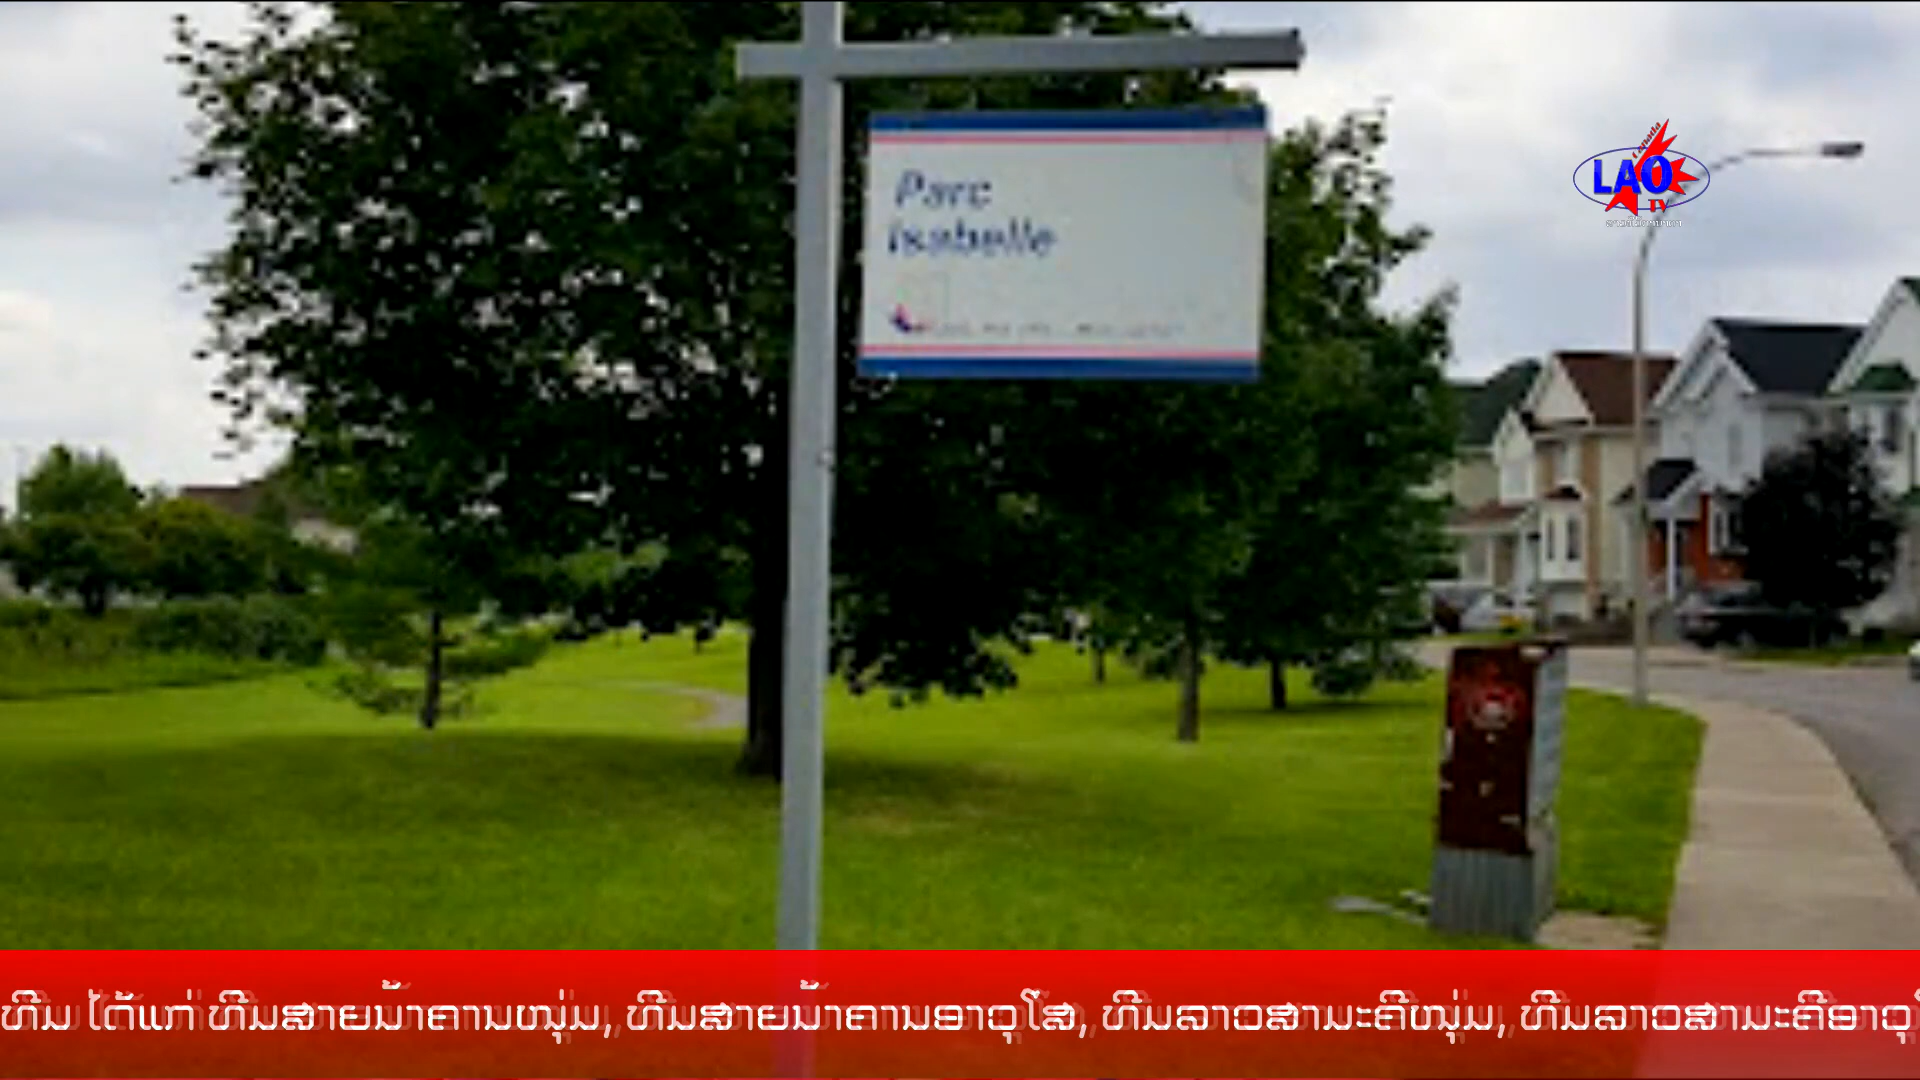 Parc
Isabelle
Canada
LAO
TV
ທີມ ໄດ້ແກ່ ທີມສາຍນ້ຳຄານໜຸ່ມ, ທີມສາຍນ້ຳຄານອາວຸໂສ, ທີມລາວສາມະຄີໜຸ່ມ, ທີມລາວສາມະຄີອາວຸ